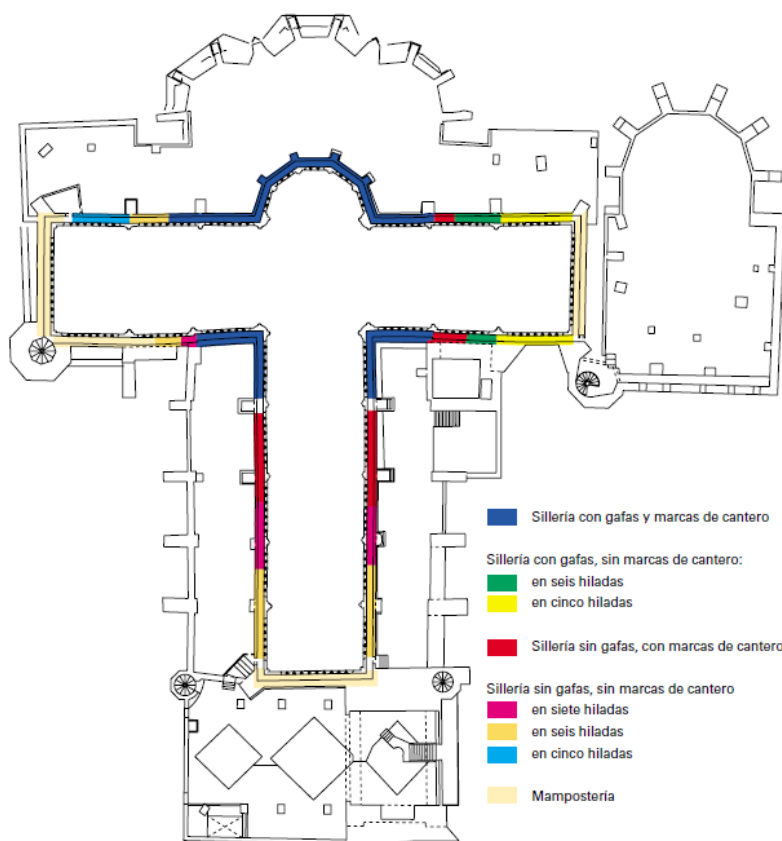 Sillería con gafas y marcas de cantero
Sillería con gafas, sin marcas de cantero:
en seis hiladas
en cinco hiladas
Sillería sin gafas, con marcas de cantero
Sillería sin gafas, sin marcas de cantero
en siete hiladas
en seis hiladas
en cinco hiladas
Mampostería